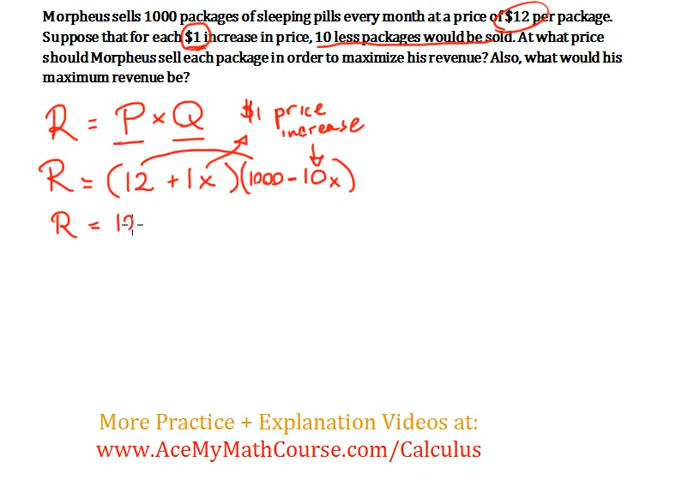 Morpheus sells 1000 packages of sleeping pills every month at a price of $12 per package.
Suppose that for each $1 increase in price, 10 less packages would be sold. At what price
should Morpheus sell each package in order to maximize his revenue? Also, what would his
maximum revenue be?
R = P × Q $1 price
increase
R = (12 + 1x)(1000 - 10x)
R = 12
More Practice + Explanation Videos at:
www.AceMyMathCourse.com/Calculus